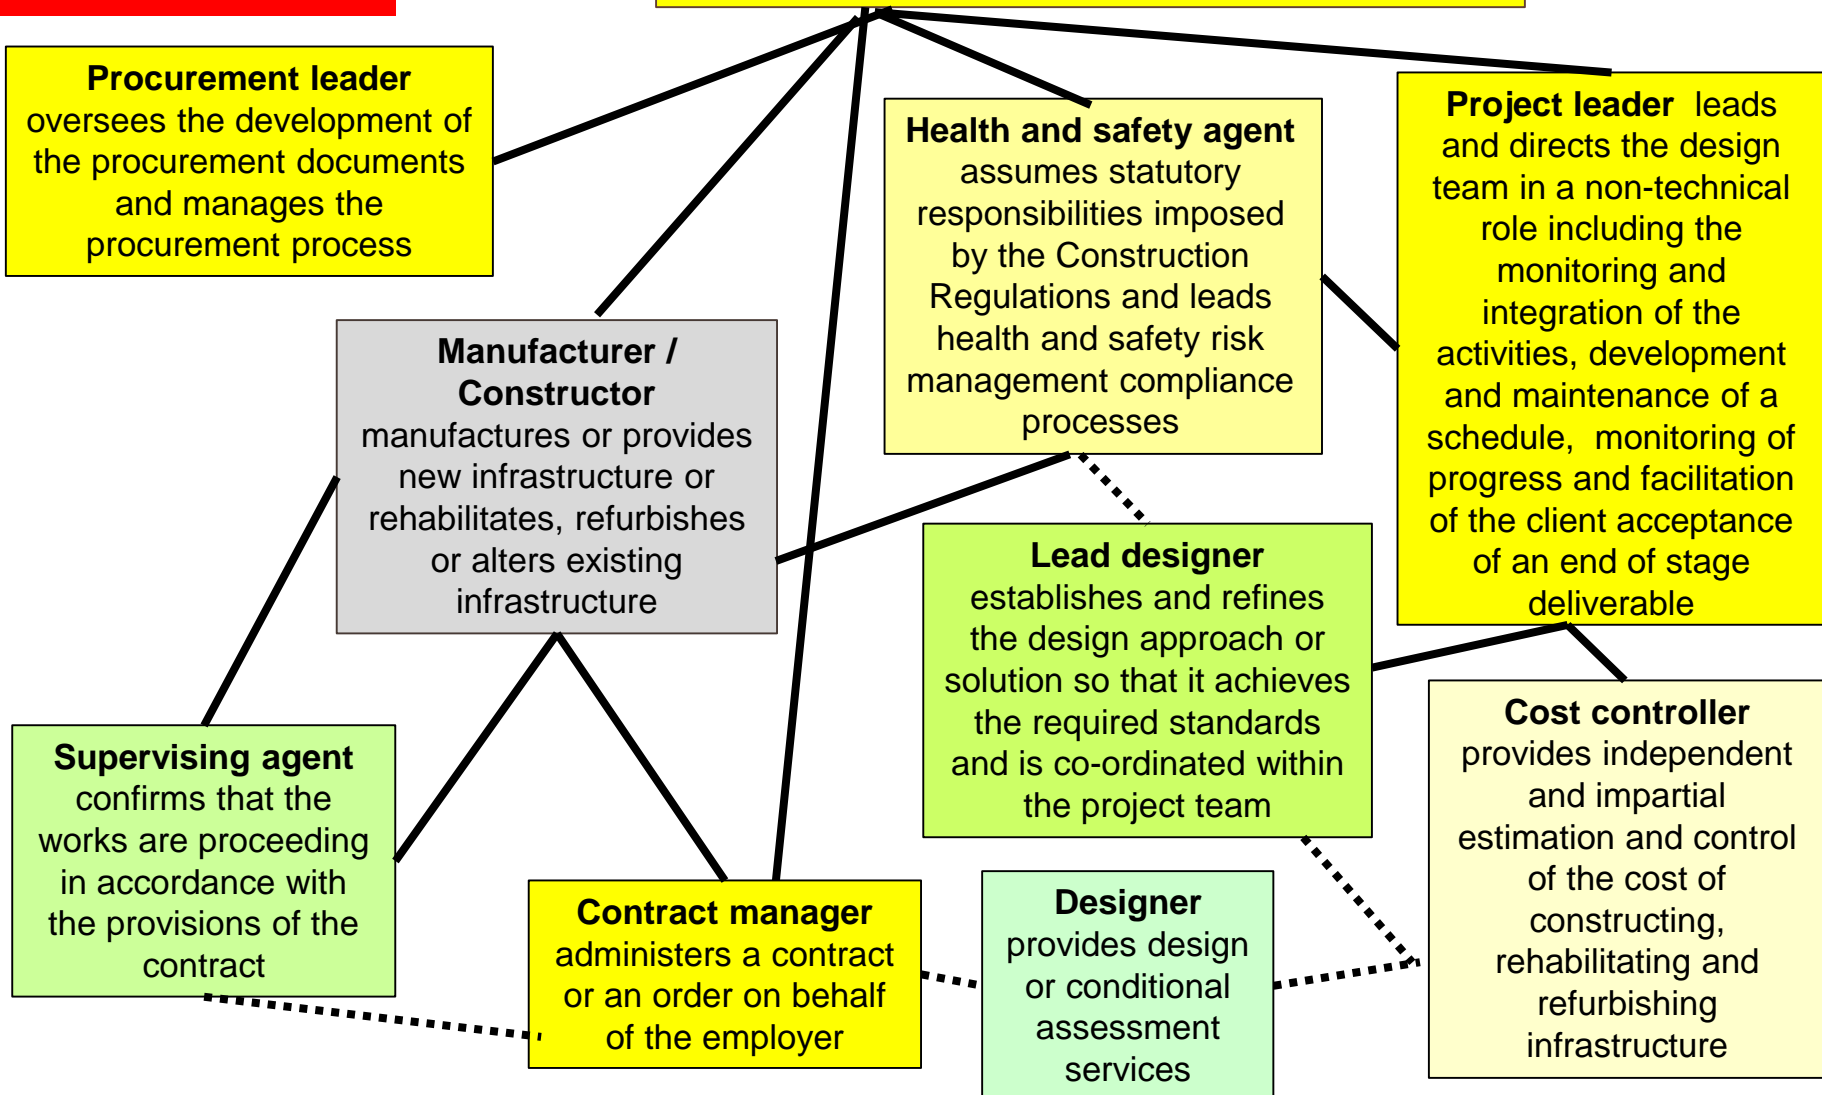 Procurement leader
oversees the development of
the procurement documents
and manages the
procurement process
Health and safety agent
assumes statutory
responsibilities imposed
by the Construction
Regulations and leads
health and safety risk
management compliance
processes
Project leader  leads
and directs the design
team in a non-technical
role including the
monitoring and
integration of the
activities, development
and maintenance of a
schedule,  monitoring of
progress and facilitation
of the client acceptance
of an end of stage
deliverable
Manufacturer /
Constructor
manufactures or provides
new infrastructure or
rehabilitates, refurbishes
or alters existing
infrastructure
Lead designer
establishes and refines
the design approach or
solution so that it achieves
the required standards
and is co-ordinated within
the project team
Cost controller
provides independent
and impartial
estimation and control
of the cost of
constructing,
rehabilitating and
refurbishing
infrastructure
Supervising agent
confirms that the
works are proceeding
in accordance with
the provisions of the
contract
Contract manager
administers a contract
or an order on behalf
of the employer
Designer
provides design
or conditional
assessment
services